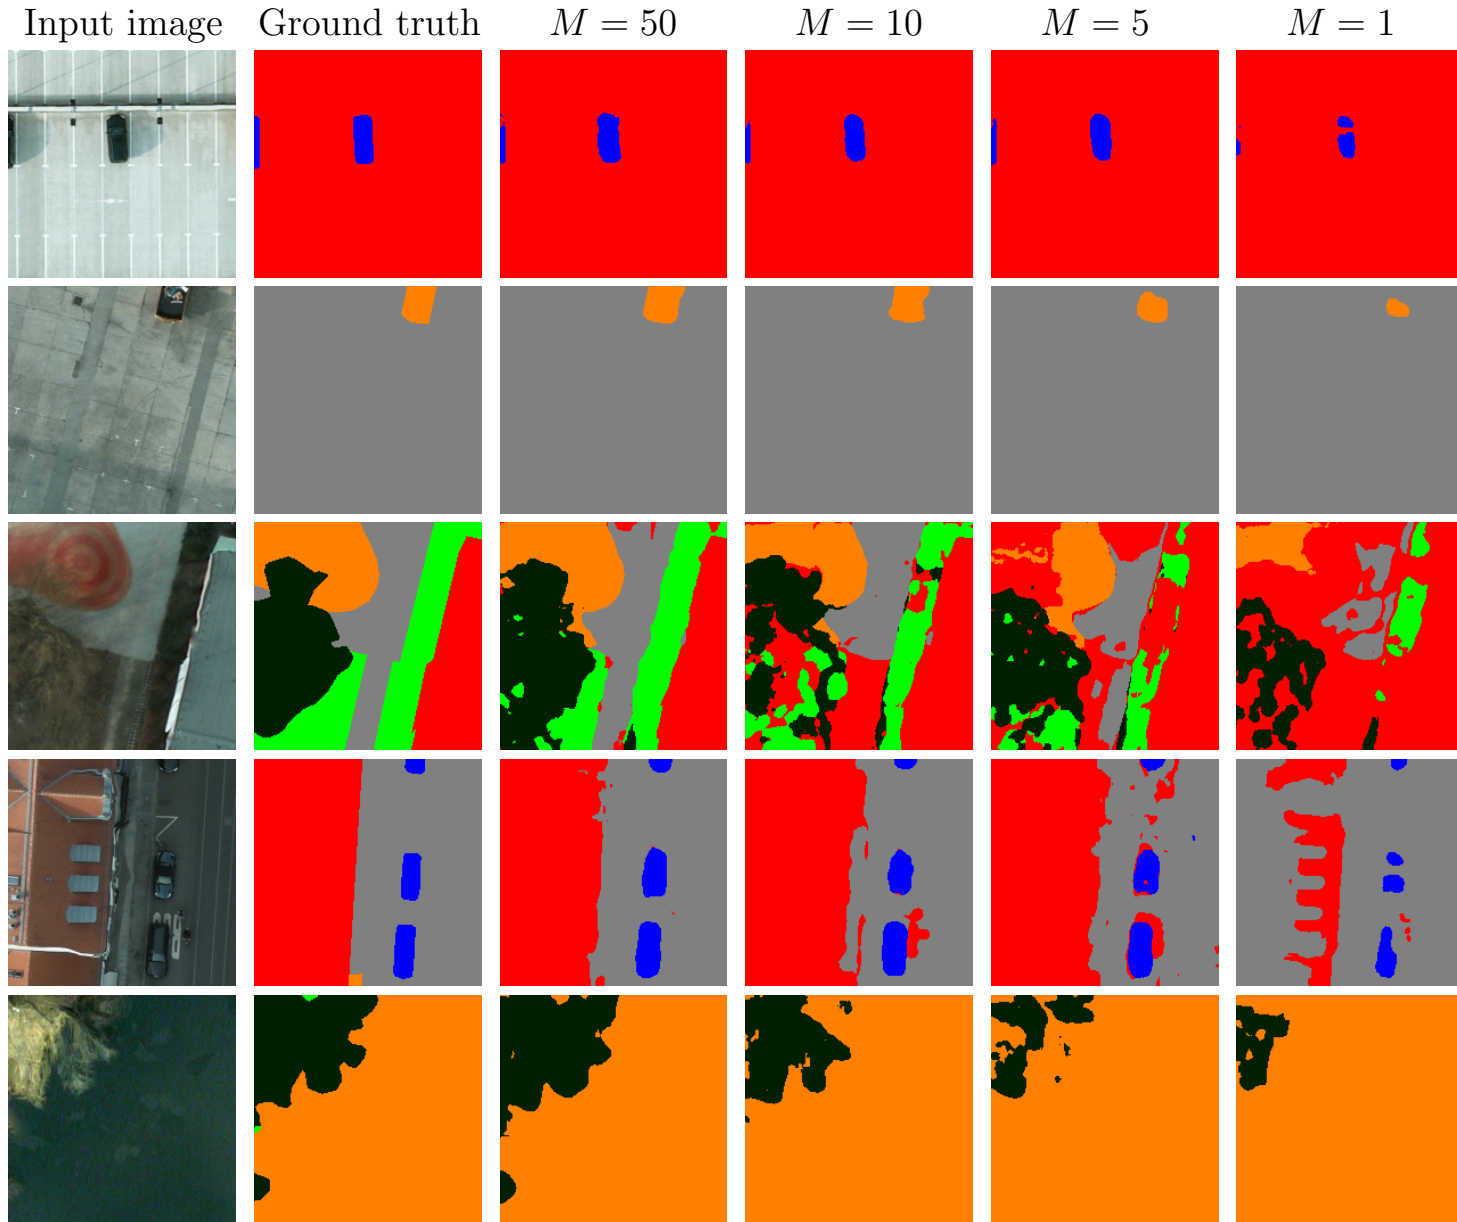 Input image Ground truth M = 50 M = 10 M = 5 M = 1